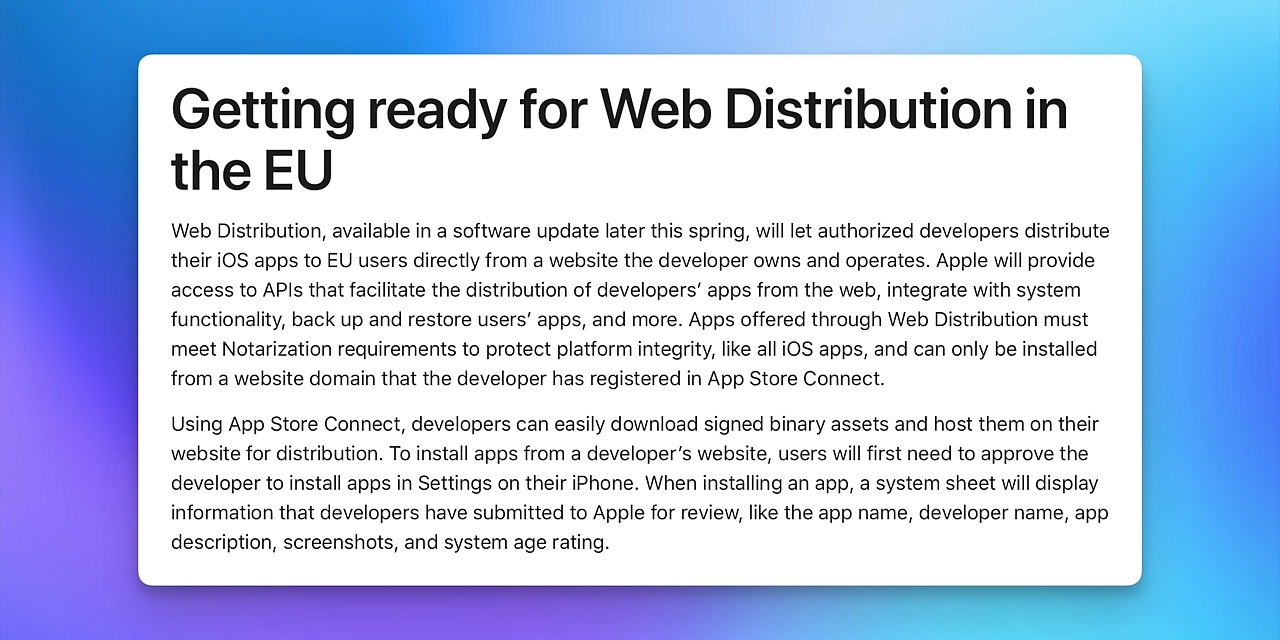 Getting ready for Web Distribution in
the EU
Web Distribution, available in a software update later this spring, will let authorized developers distribute
their iOS apps to EU users directly from a website the developer owns and operates. Apple will provide
access to APIs that facilitate the distribution of developers’ apps from the web, integrate with system
functionality, back up and restore users’ apps, and more. Apps offered through Web Distribution must
meet Notarization requirements to protect platform integrity, like all iOS apps, and can only be installed
from a website domain that the developer has registered in App Store Connect.
Using App Store Connect, developers can easily download signed binary assets and host them on their
website for distribution. To install apps from a developer’s website, users will first need to approve the
developer to install apps in Settings on their iPhone. When installing an app, a system sheet will display
information that developers have submitted to Apple for review, like the app name, developer name, app
description, screenshots, and system age rating.